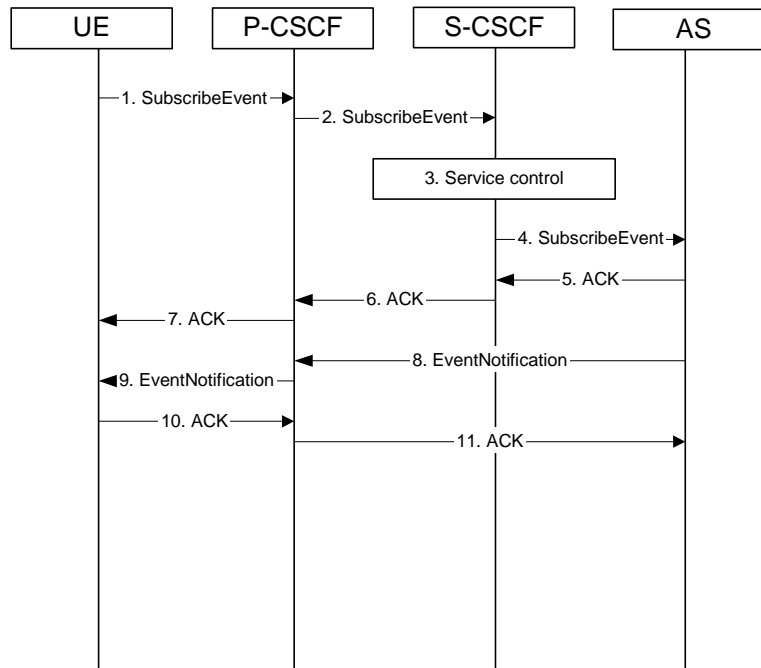 UE
P-CSCF
S-CSCF
AS
1. SubscribeEvent
2. SubscribeEvent
3. Service control
4. SubscribeEvent
5. ACK
6. ACK
7. ACK
8. EventNotification
9. EventNotification
10. ACK
11. ACK